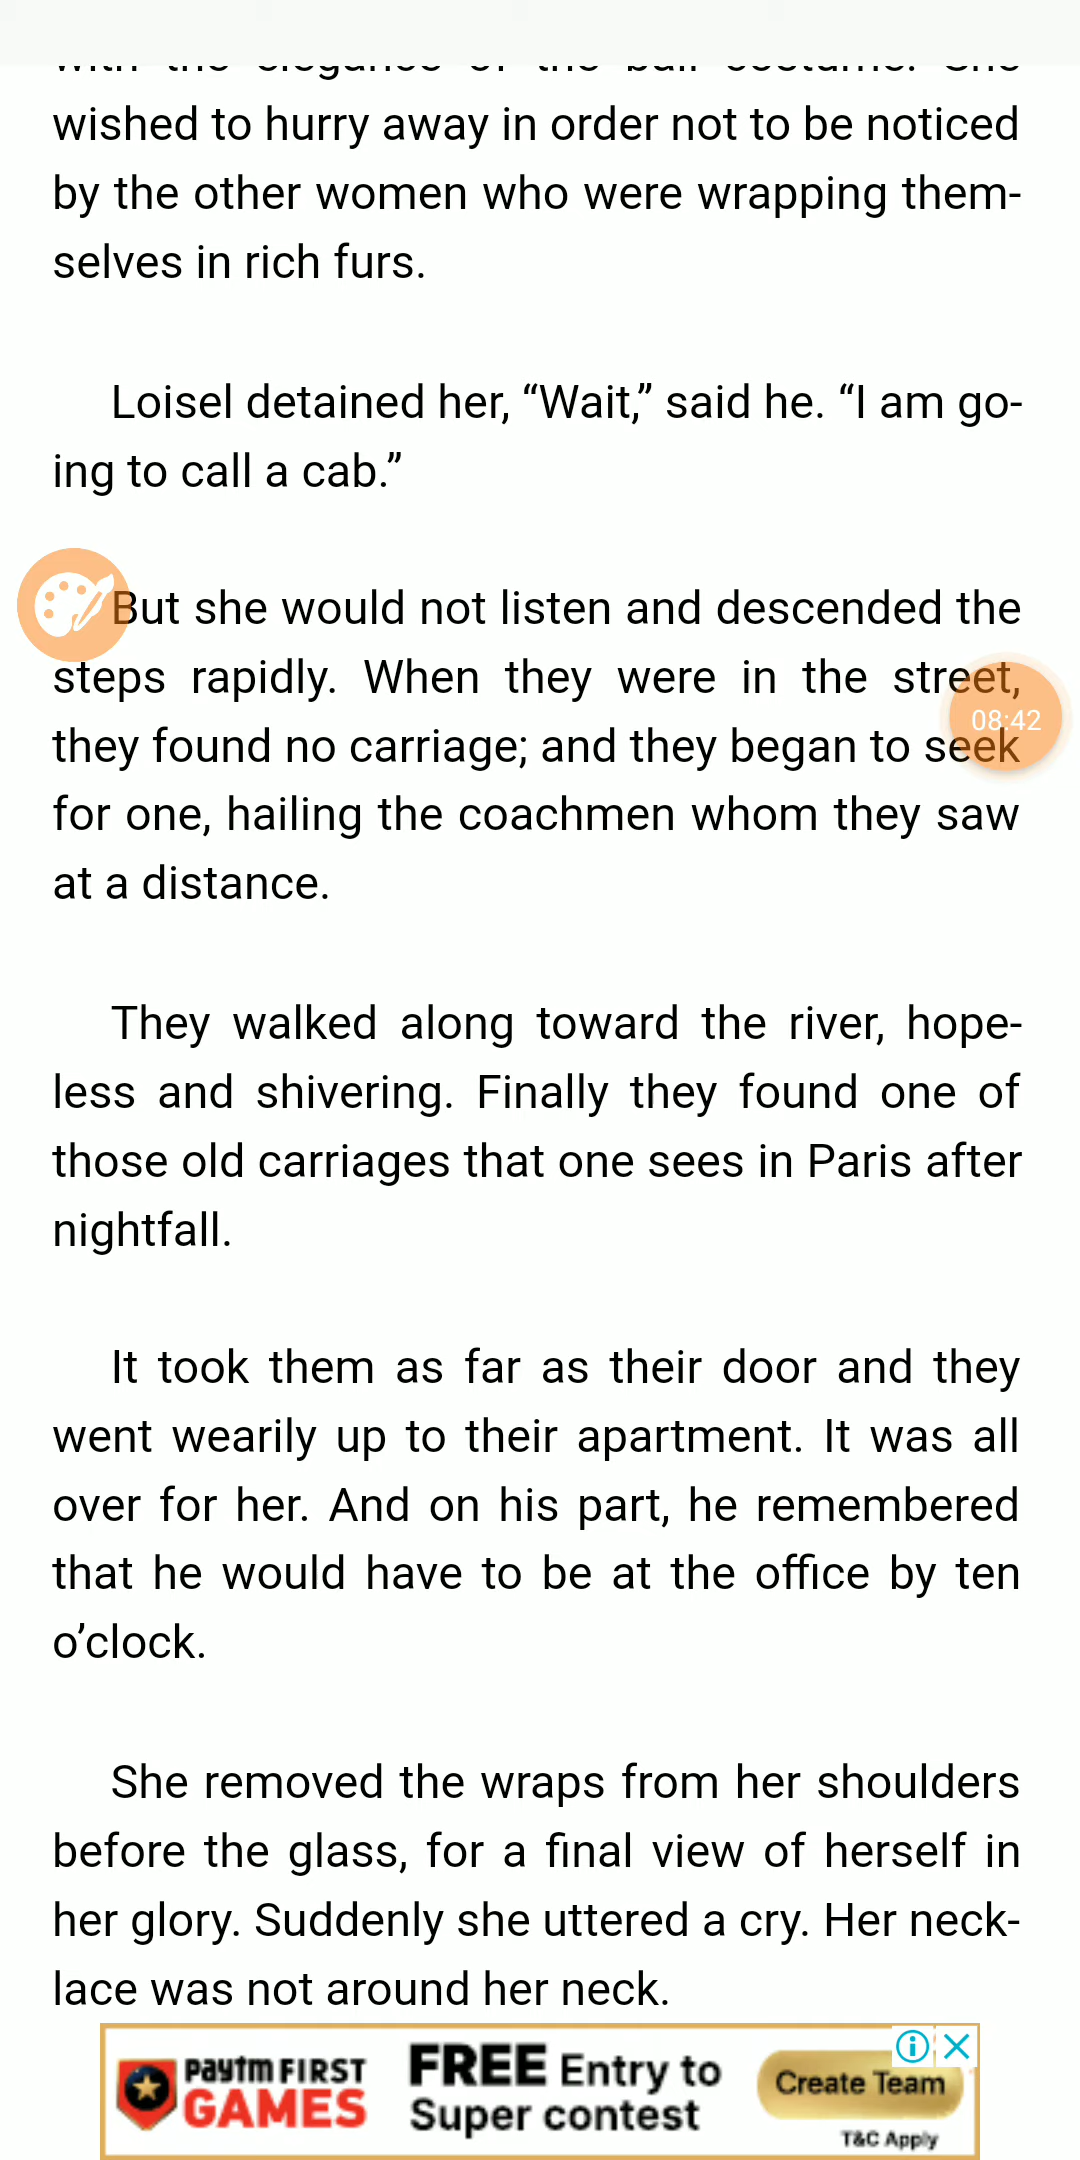 wished to hurry away in order not to be noticed
by the other women who were wrapping them-
selves in rich furs.
Loisel detained her, “Wait,” said he. “I am go-
ing to call a cab.”
But she would not listen and descended the
steps rapidly. When they were in the street,
they found no carriage; and they began to seek
08:42
for one, hailing the coachmen whom they saw
at a distance.
They walked along toward the river, hope-
less and shivering. Finally they found one of
those old carriages that one sees in Paris after
nightfall.
It took them as far as their door and they
went wearily up to their apartment. It was all
over for her. And on his part, he remembered
that he would have to be at the office by ten
o’clock.
She removed the wraps from her shoulders
before the glass, for a final view of herself in
her glory. Suddenly she uttered a cry. Her neck-
lace was not around her neck.
Paytm FIRST
GAMES
FREE Entry to
Super contest
Create Team
T&C Apply